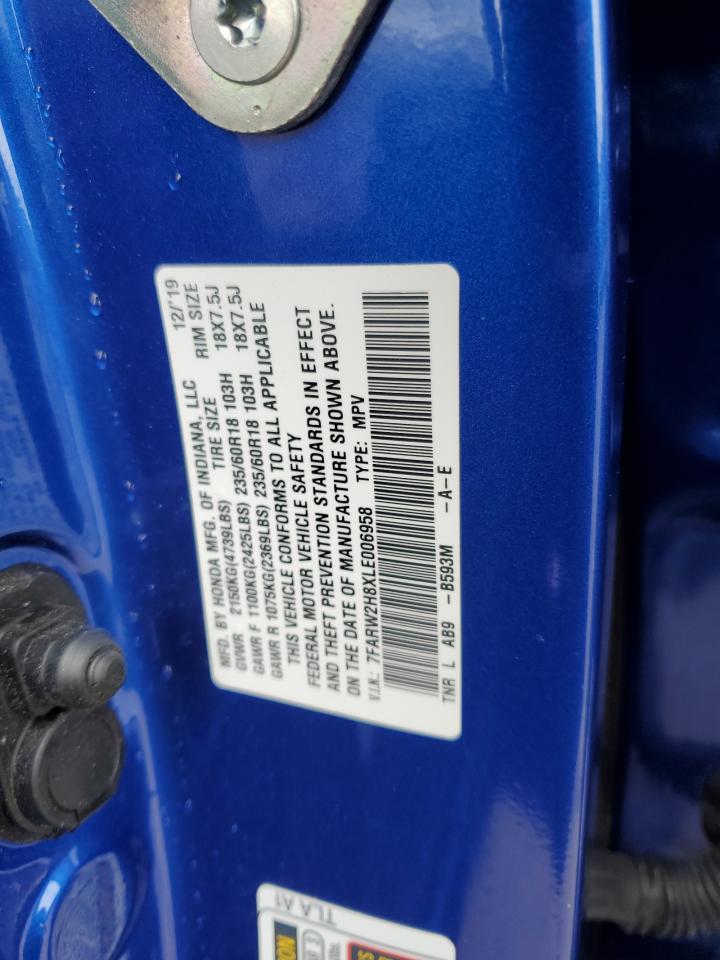 MFD. BY HONDA MFG. OF INDIANA, LLC 12/'19
GVWR 2150KG(4739LBS) TIRE SIZE RIM SIZE
GAWR F 1100KG(2425LBS) 235/60R18 103H 18X7.5J
GAWR R 1075KG(2369LBS) 235/60R18 103H 18X7.5J
THIS VEHICLE CONFORMS TO ALL APPLICABLE
FEDERAL MOTOR VEHICLE SAFETY
AND THEFT PREVENTION STANDARDS IN EFFECT
ON THE DATE OF MANUFACTURE SHOWN ABOVE.
V.I.N.: 7FARW2H8XLE006958 TYPE: MPV
TNR L AB9 -B593M -A-E
TLA A1